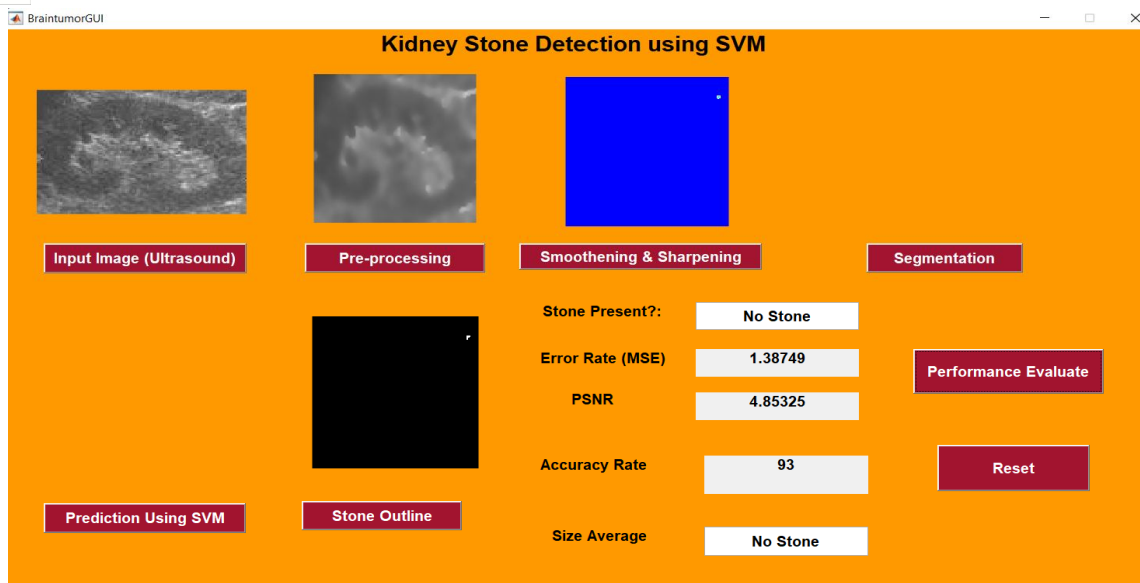 BraintumorGUI
Kidney Stone Detection using SVM
Input Image (Ultrasound)
Pre-processing
Smoothening & Sharpening
Segmentation
Stone Present?:
No Stone
Error Rate (MSE)
1.38749
Performance Evaluate
PSNR
4.85325
Accuracy Rate
93
Reset
Prediction Using SVM
Stone Outline
Size Average
No Stone